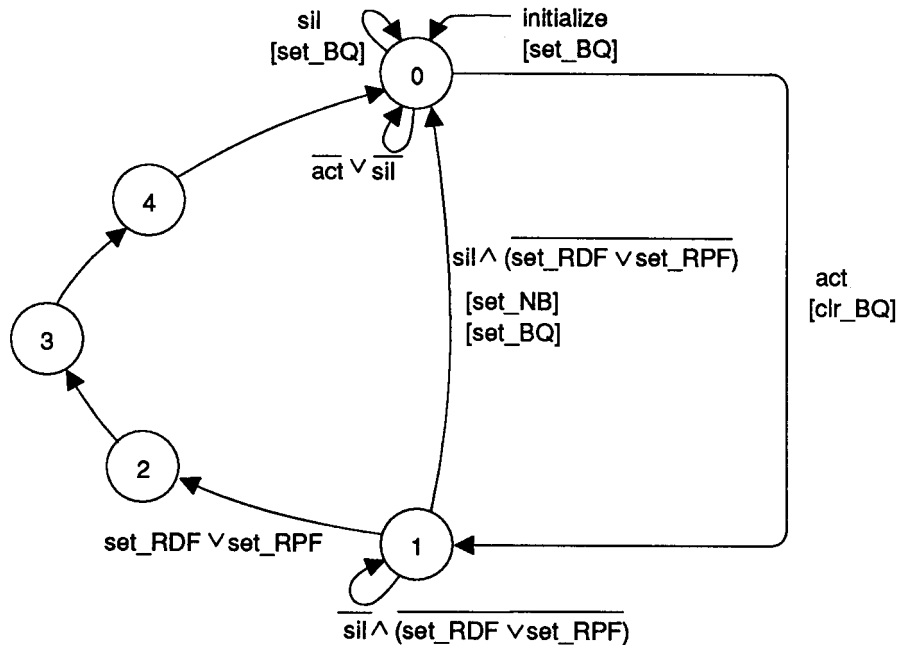 sil
[set_BQ]
initialize
[set_BQ]
0
act ∨ sil
4
sil ∧ (set_RDF ∨ set_RPF)
[set_NB]
[set_BQ]
act
[clr_BQ]
3
2
set_RDF ∨ set_RPF
1
sil ∧ (set_RDF ∨ set_RPF)